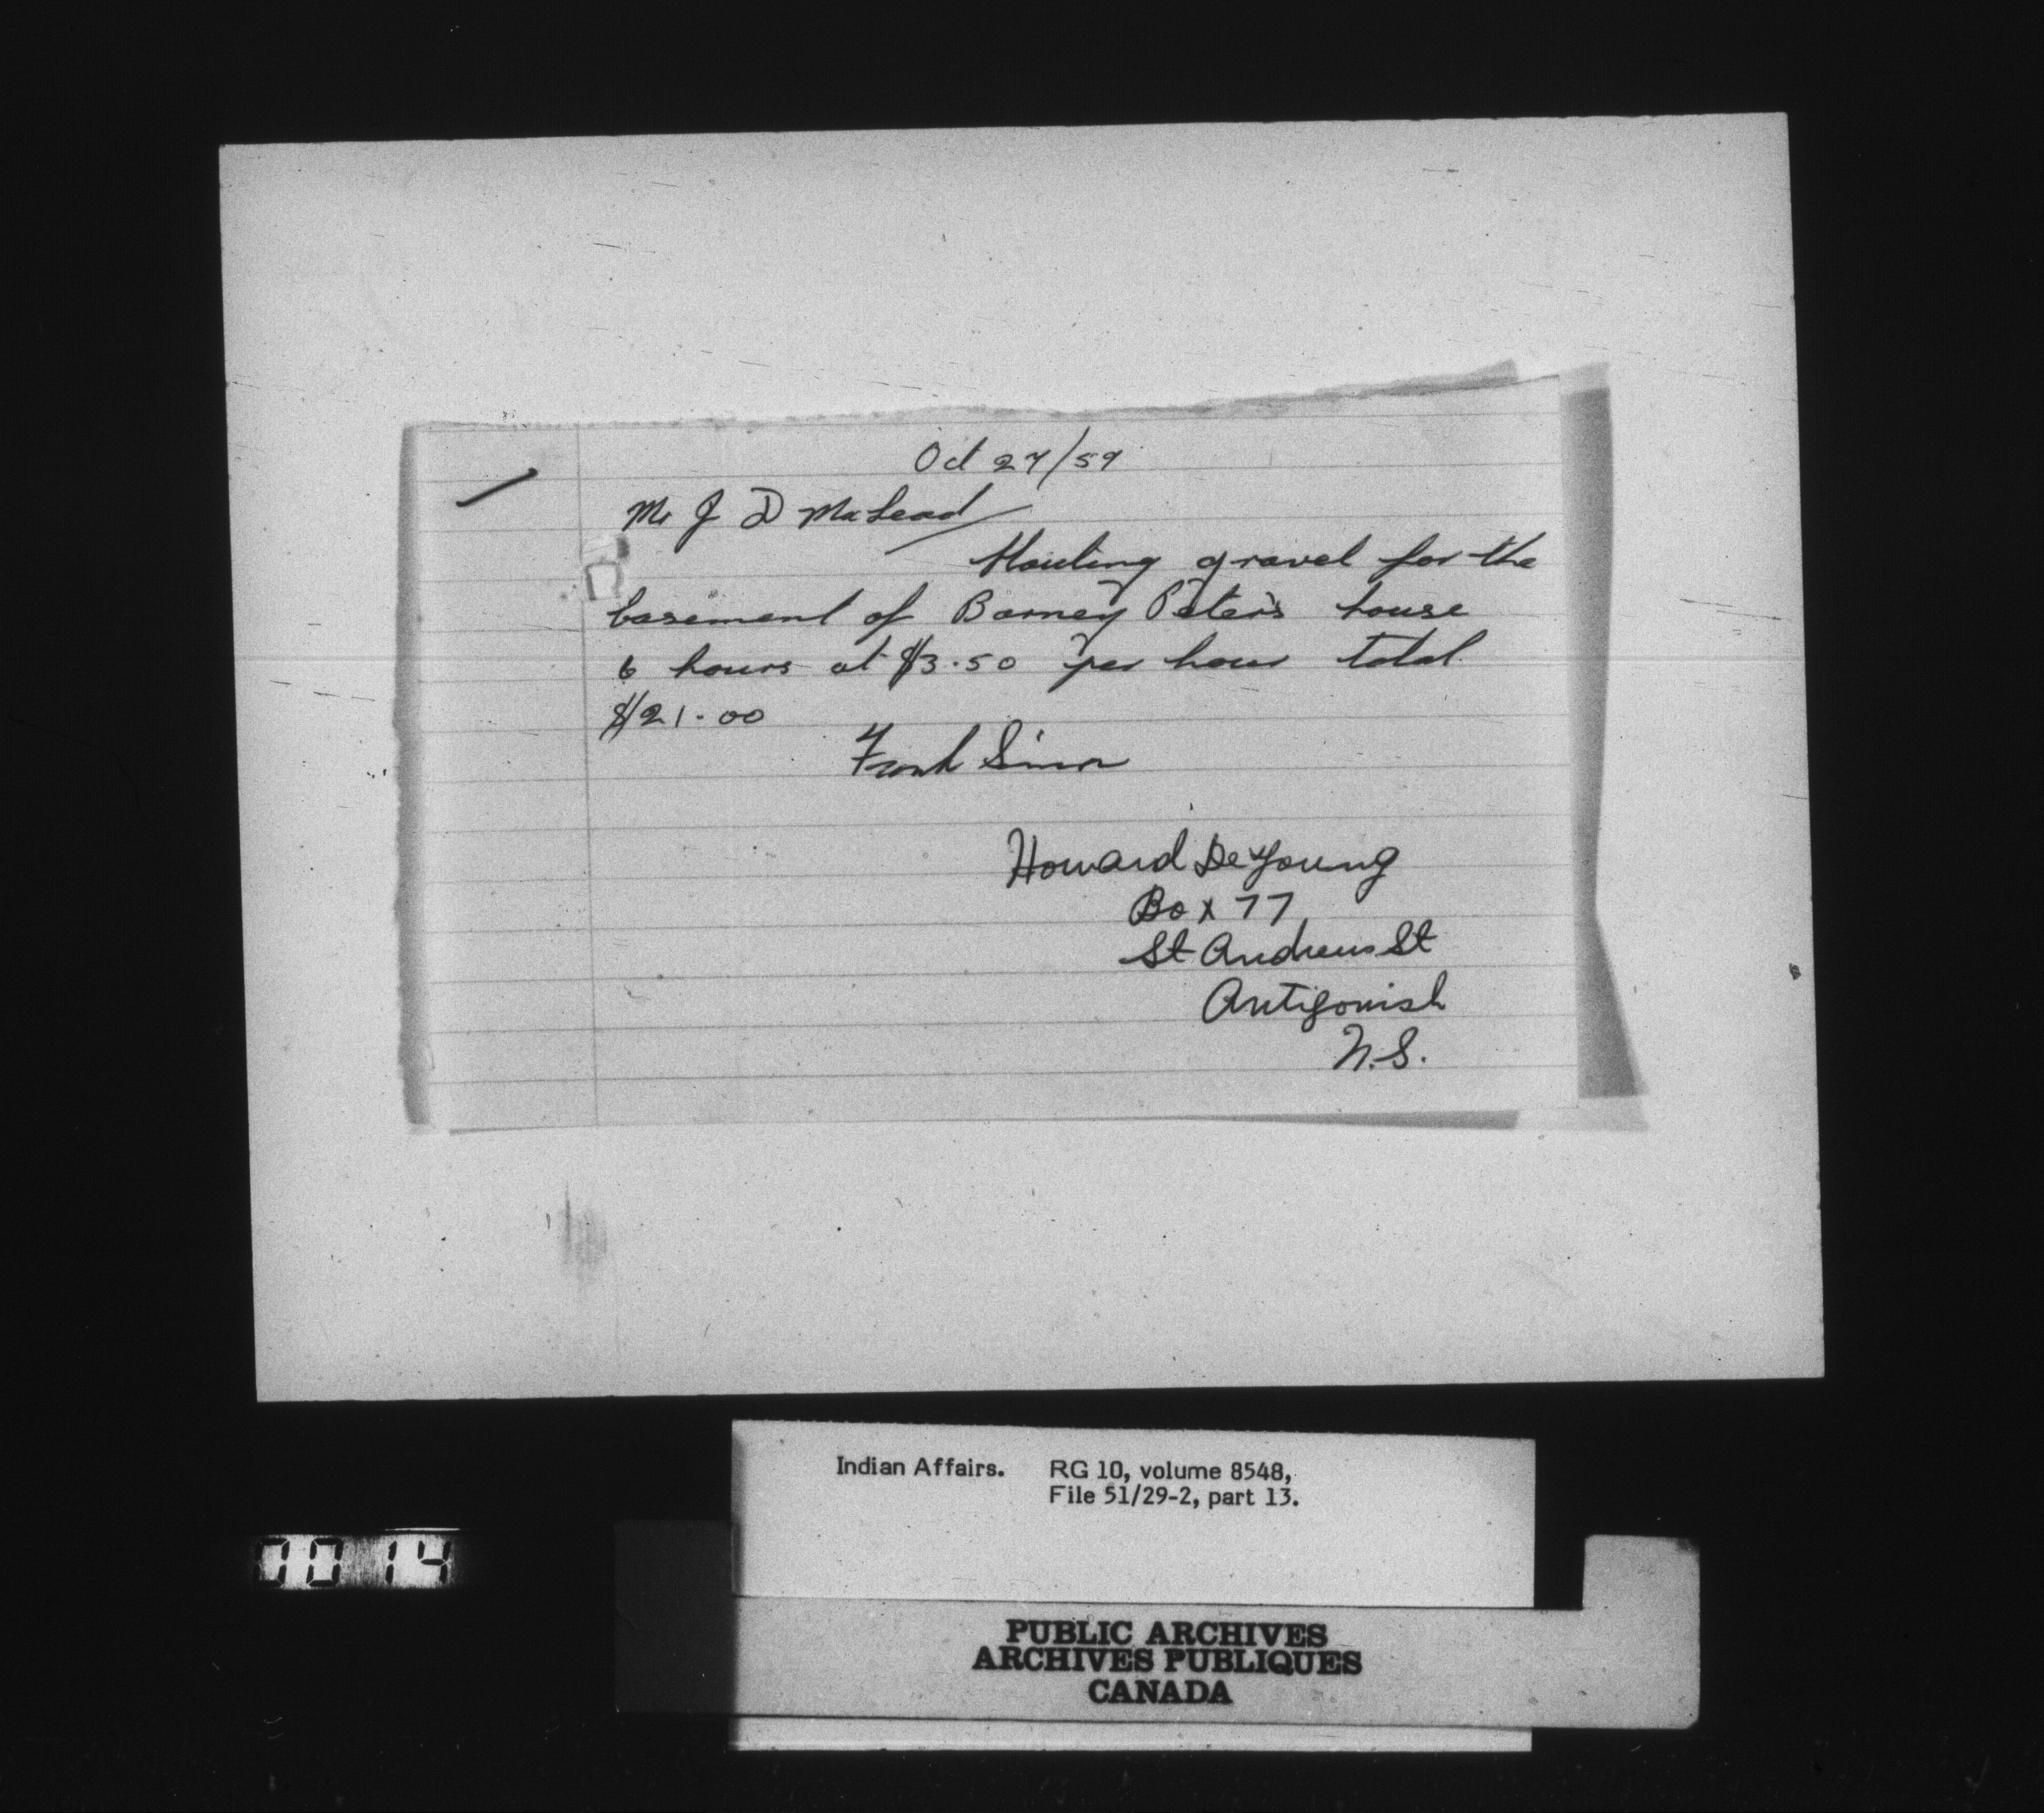 Oct 27/59
Mr J D MacLeod
Hauling gravel for the
basement of Barney Peter's house
6 hours at $3.50 per hour total
$21.00
Frank Simon
Howard DeYoung
Box 77
St Andrews St
Antigonish
N.S.
Indian Affairs. RG 10, volume 8548,
File 51/29-2, part 13.
0014
PUBLIC ARCHIVES
ARCHIVES PUBLIQUES
CANADA